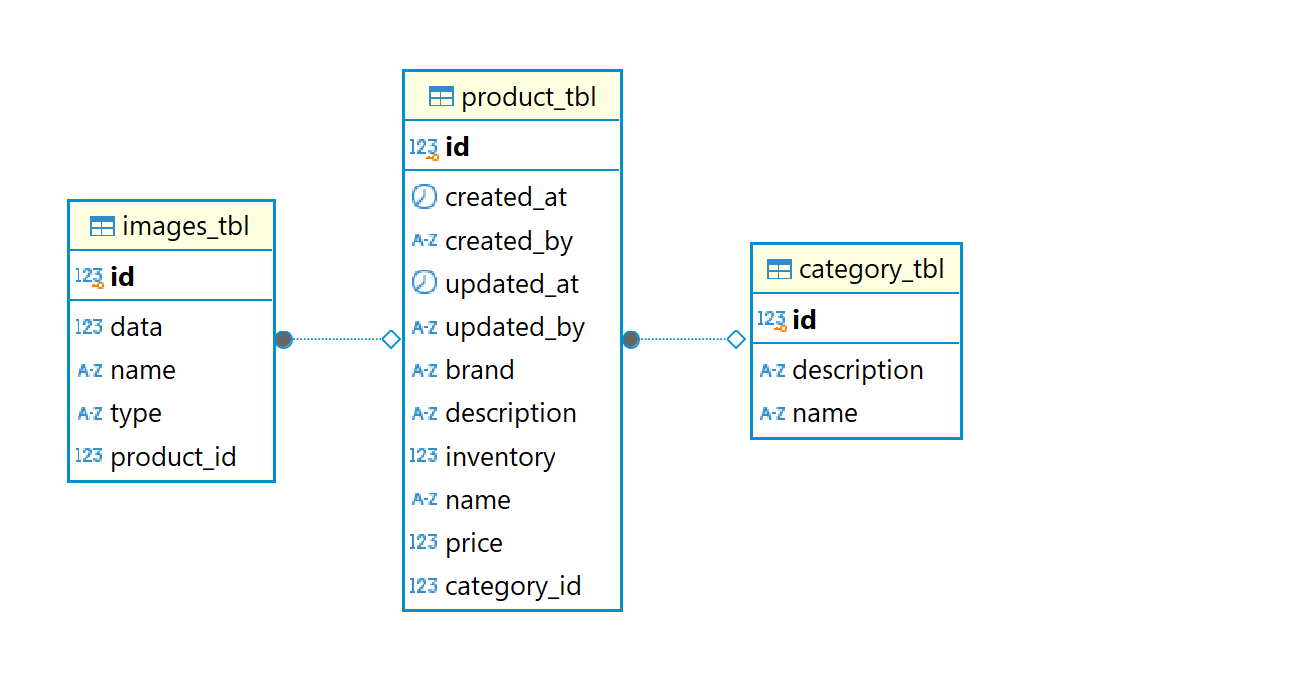 images_tbl
123 id
123 data
A-Z name
A-Z type
123 product_id
product_tbl
123 id
created_at
A-Z created_by
updated_at
A-Z updated_by
A-Z brand
A-Z description
123 inventory
A-Z name
123 price
123 category_id
category_tbl
123 id
A-Z description
A-Z name